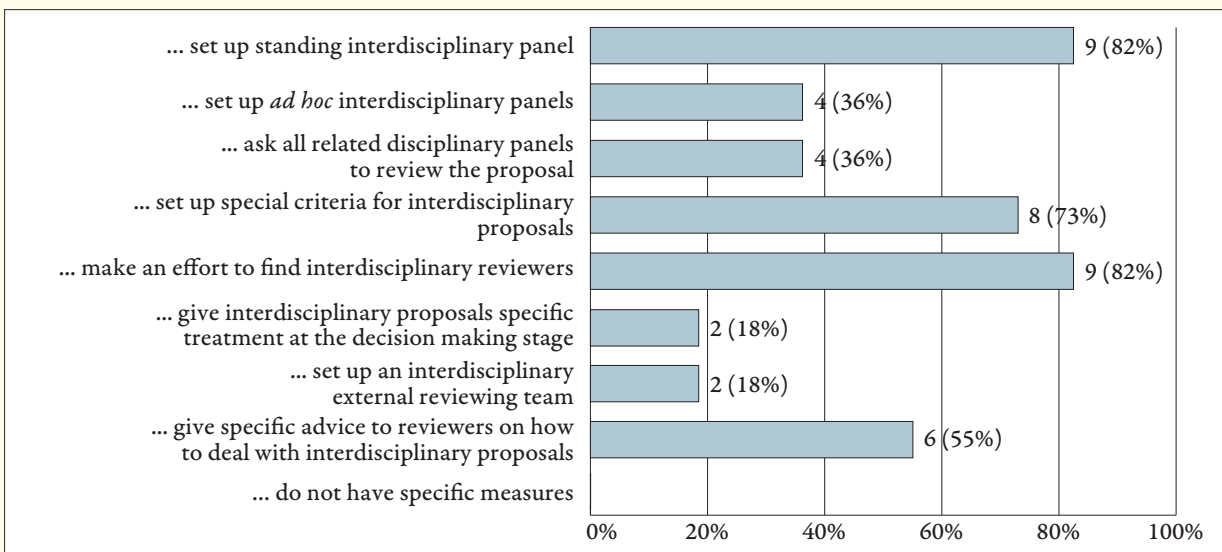 ... set up standing interdisciplinary panel
9 (82%)
... set up ad hoc interdisciplinary panels
4 (36%)
... ask all related disciplinary panels
to review the proposal
4 (36%)
... set up special criteria for interdisciplinary
proposals
8 (73%)
... make an effort to find interdisciplinary reviewers
9 (82%)
... give interdisciplinary proposals specific
treatment at the decision making stage
2 (18%)
... set up an interdisciplinary
external reviewing team
2 (18%)
... give specific advice to reviewers on how
to deal with interdisciplinary proposals
6 (55%)
... do not have specific measures
0% 20% 40% 60% 80% 100%